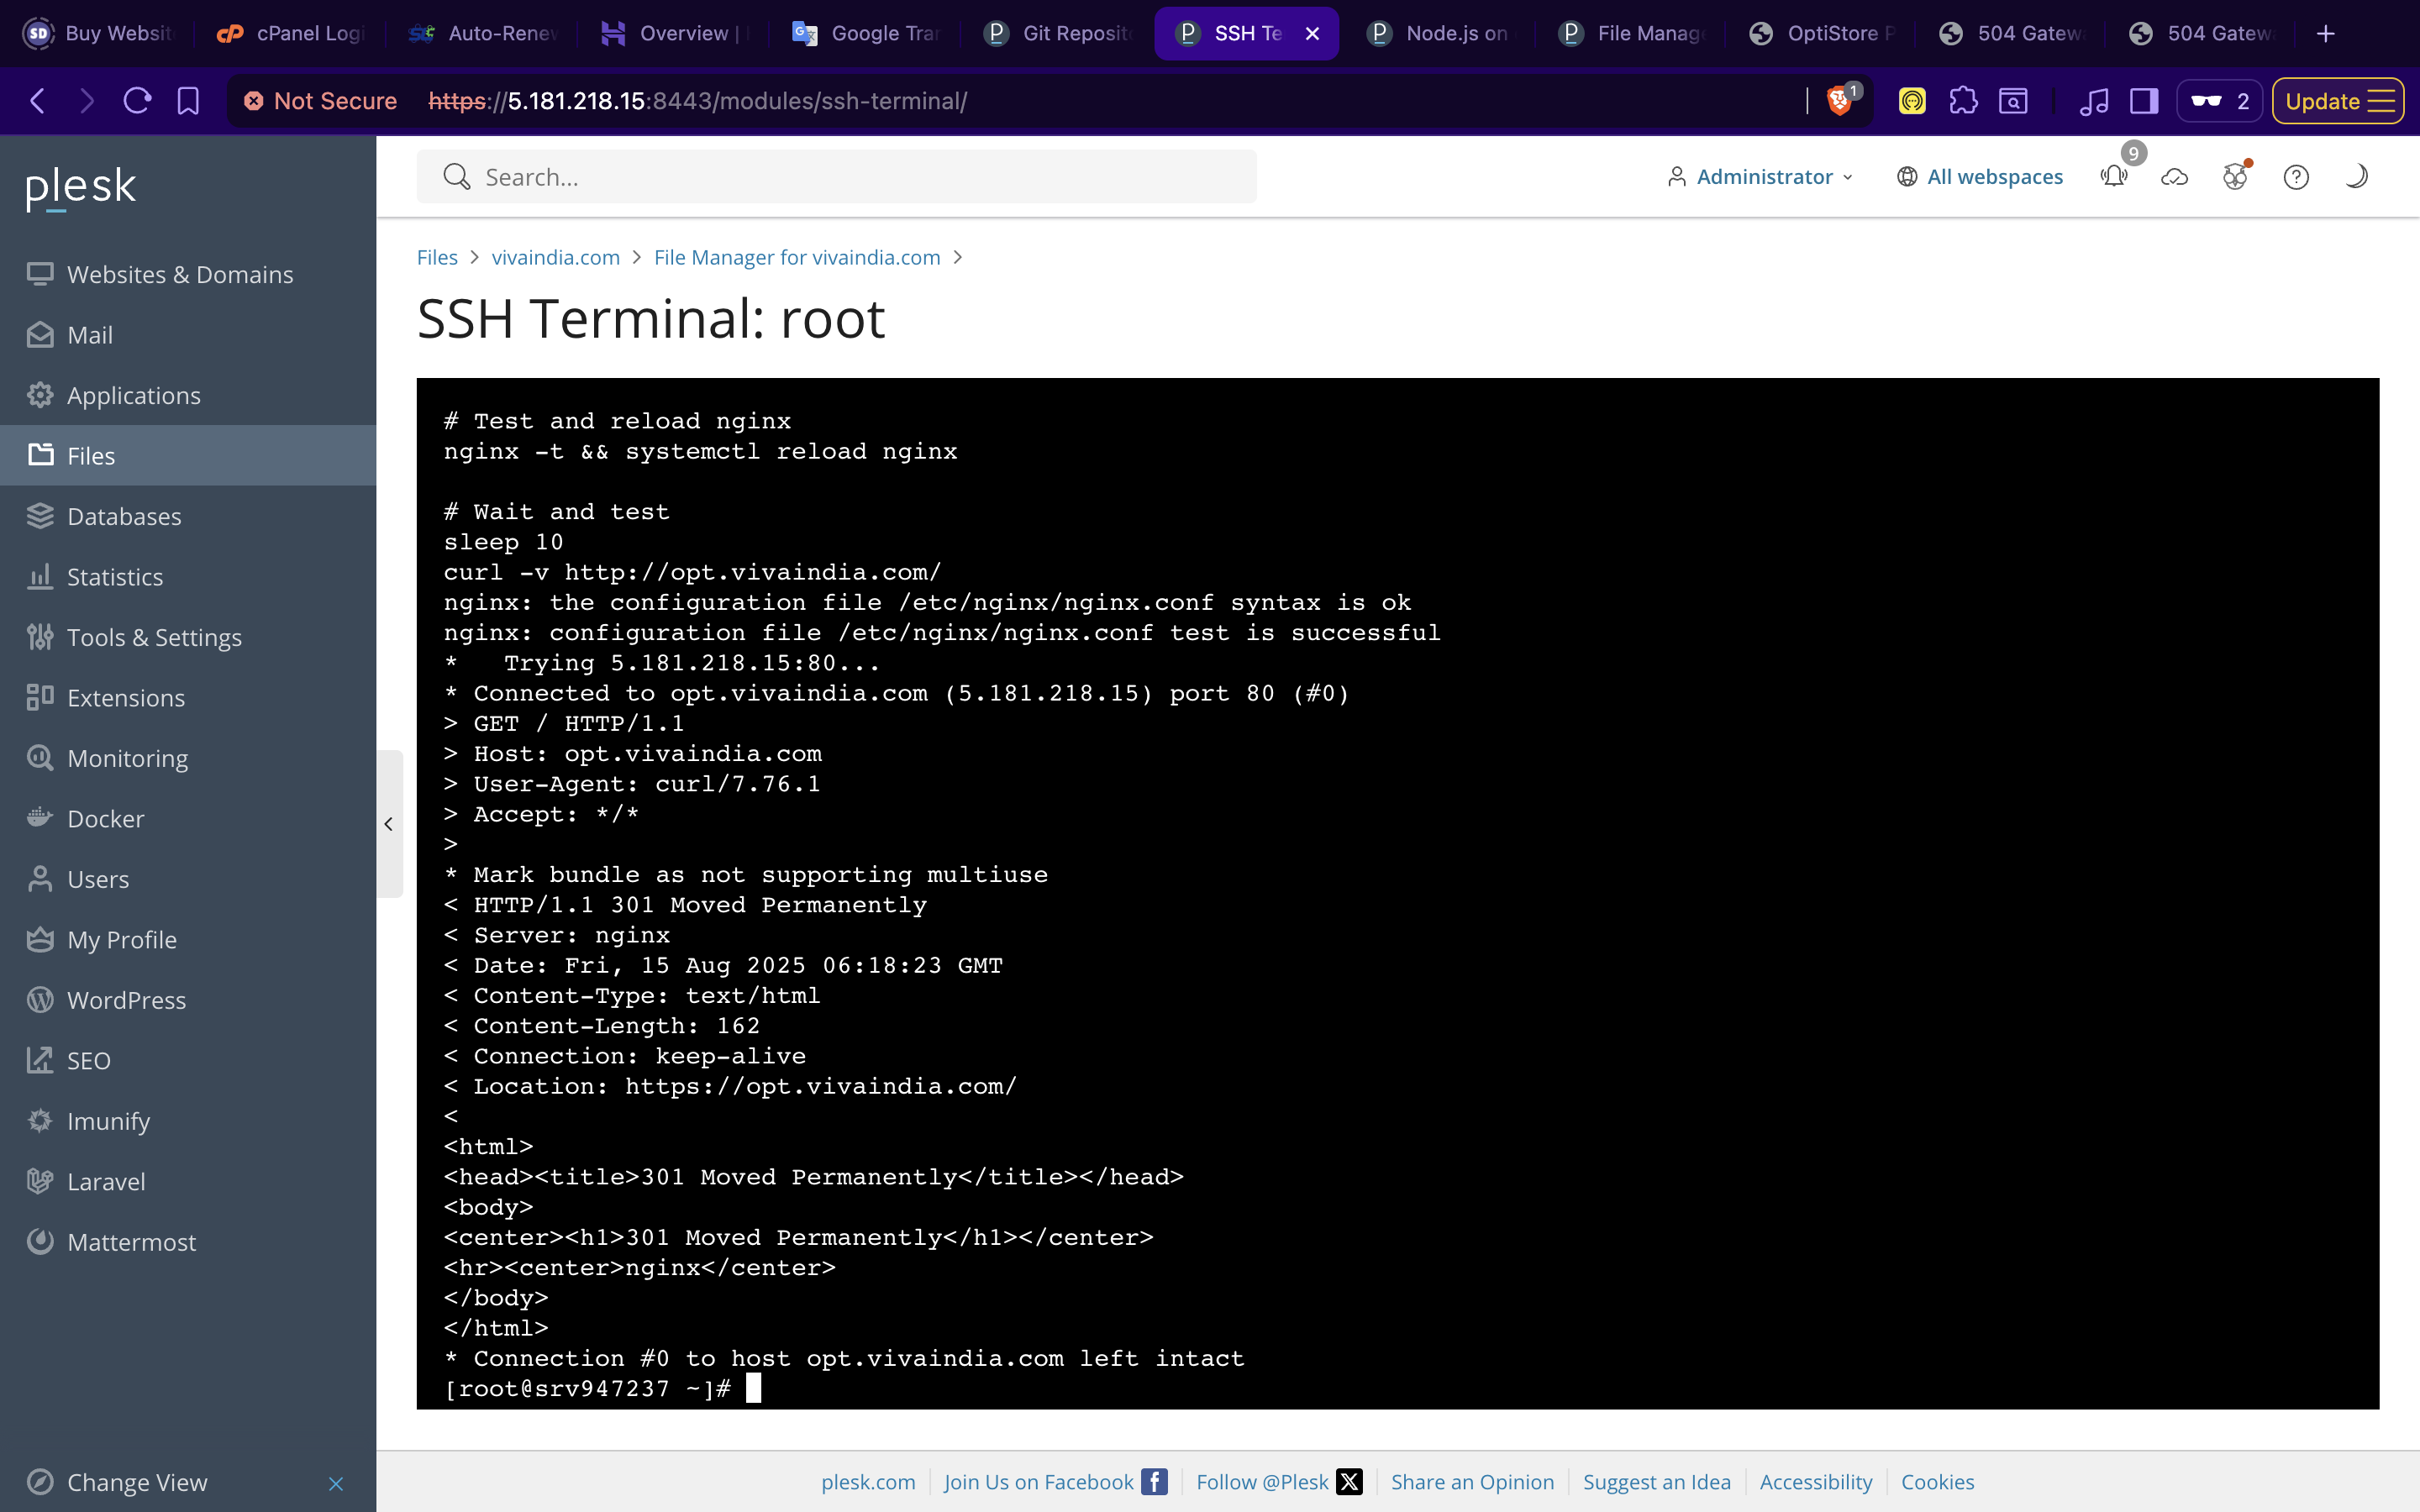 SD Buy Websit
cP cPanel Logi
Auto-Renew
Overview |
Google Tran
Git Reposito
SSH Te
Node.js on
File Manage
OptiStore P
504 Gatew
504 Gatew
Not Secure https://5.181.218.15:8443/modules/ssh-terminal/
1
2
Update
plesk
Search...
Administrator
All webspaces
9
Websites & Domains
Mail
Applications
Files
Databases
Statistics
Tools & Settings
Extensions
Monitoring
Docker
Users
My Profile
WordPress
SEO
Imunify
Laravel
Mattermost
Change View
Files > vivaindia.com > File Manager for vivaindia.com >
SSH Terminal: root
# Test and reload nginx
nginx -t && systemctl reload nginx
# Wait and test
sleep 10
curl -v http://opt.vivaindia.com/
nginx: the configuration file /etc/nginx/nginx.conf syntax is ok
nginx: configuration file /etc/nginx/nginx.conf test is successful
*   Trying 5.181.218.15:80...
* Connected to opt.vivaindia.com (5.181.218.15) port 80 (#0)
> GET / HTTP/1.1
> Host: opt.vivaindia.com
> User-Agent: curl/7.76.1
> Accept: */*
>
* Mark bundle as not supporting multiuse
< HTTP/1.1 301 Moved Permanently
< Server: nginx
< Date: Fri, 15 Aug 2025 06:18:23 GMT
< Content-Type: text/html
< Content-Length: 162
< Connection: keep-alive
< Location: https://opt.vivaindia.com/
<
<html>
<head><title>301 Moved Permanently</title></head>
<body>
<center><h1>301 Moved Permanently</h1></center>
<hr><center>nginx</center>
</body>
</html>
* Connection #0 to host opt.vivaindia.com left intact
[root@srv947237 ~]#
plesk.com
Join Us on Facebook
Follow @Plesk
Share an Opinion
Suggest an Idea
Accessibility
Cookies